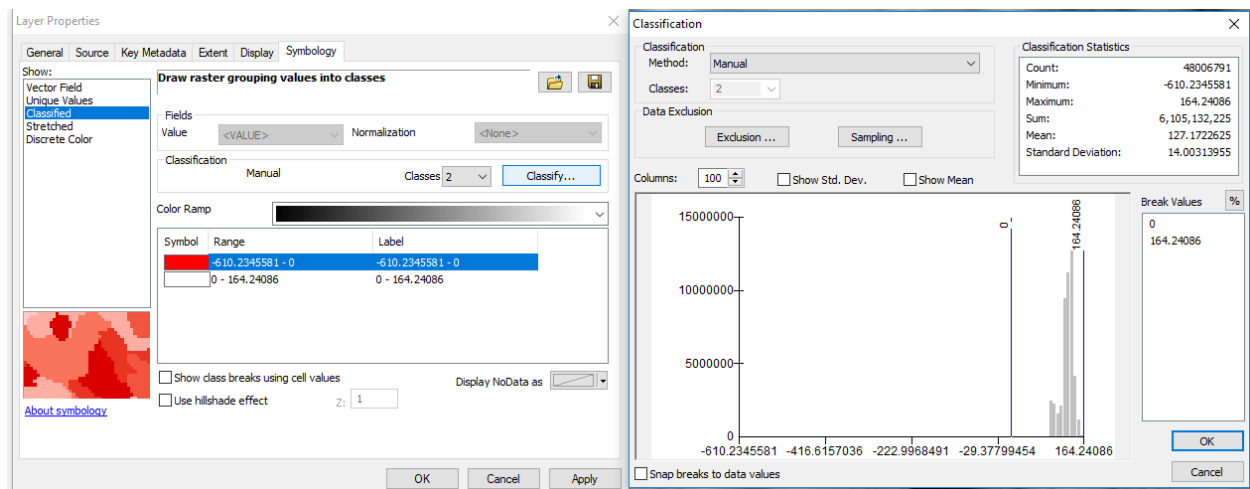 Layer Properties
General Source Key Metadata Extent Display Symbology
Show:
Vector Field
Unique Values
Classified
Stretched
Discrete Color
About symbology
Draw raster grouping values into classes
Fields
Value <VALUE> Normalization <None>
Classification
Manual Classes 2 Classify...
Color Ramp
Symbol Range Label
-610.2345581 - 0 -610.2345581 - 0
0 - 164.24086 0 - 164.24086
Show class breaks using cell values Display NoData as
Use hillshade effect Z: 1
OK Cancel Apply
Classification
Classification
Method: Manual
Classes: 2
Data Exclusion
Exclusion ... Sampling ...
Classification Statistics
Count: 48006791
Minimum: -610.2345581
Maximum: 164.24086
Sum: 6,105,132,225
Mean: 127.1722625
Standard Deviation: 14.00313955
Columns: 100 Show Std. Dev. Show Mean
Break Values %
0
164.24086
0
164.24086
15000000
10000000
5000000
0
-610.2345581 -416.6157036 -222.9968491 -29.37799454 164.24086
Snap breaks to data values
OK
Cancel